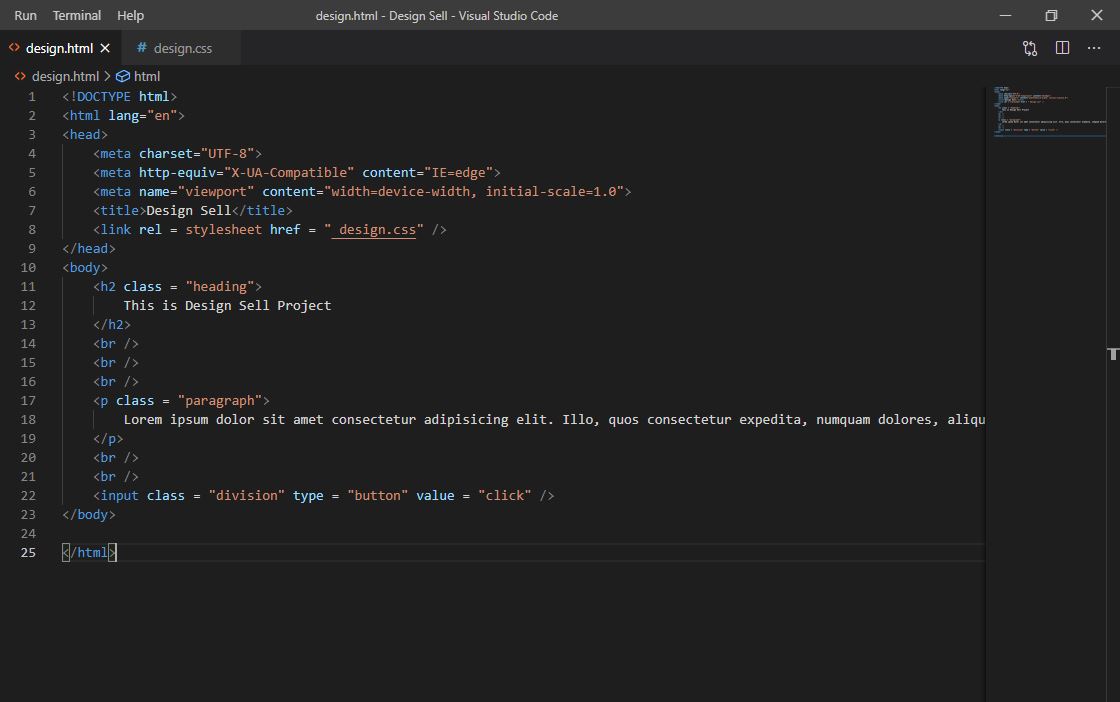 Run Terminal Help design.html - Design Sell - Visual Studio Code
design.html # design.css
design.html > html
1 <!DOCTYPE html>
2 <html lang="en">
3 <head>
4 <meta charset="UTF-8">
5 <meta http-equiv="X-UA-Compatible" content="IE=edge">
6 <meta name="viewport" content="width=device-width, initial-scale=1.0">
7 <title>Design Sell</title>
8 <link rel = stylesheet href = " design.css" />
9 </head>
10 <body>
11 <h2 class = "heading">
12 This is Design Sell Project
13 </h2>
14 <br />
15 <br />
16 <br />
17 <p class = "paragraph">
18 Lorem ipsum dolor sit amet consectetur adipisicing elit. Illo, quos consectetur expedita, numquam dolores, aliqu
19 </p>
20 <br />
21 <br />
22 <input class = "division" type = "button" value = "click" />
23 </body>
24
25 </html>